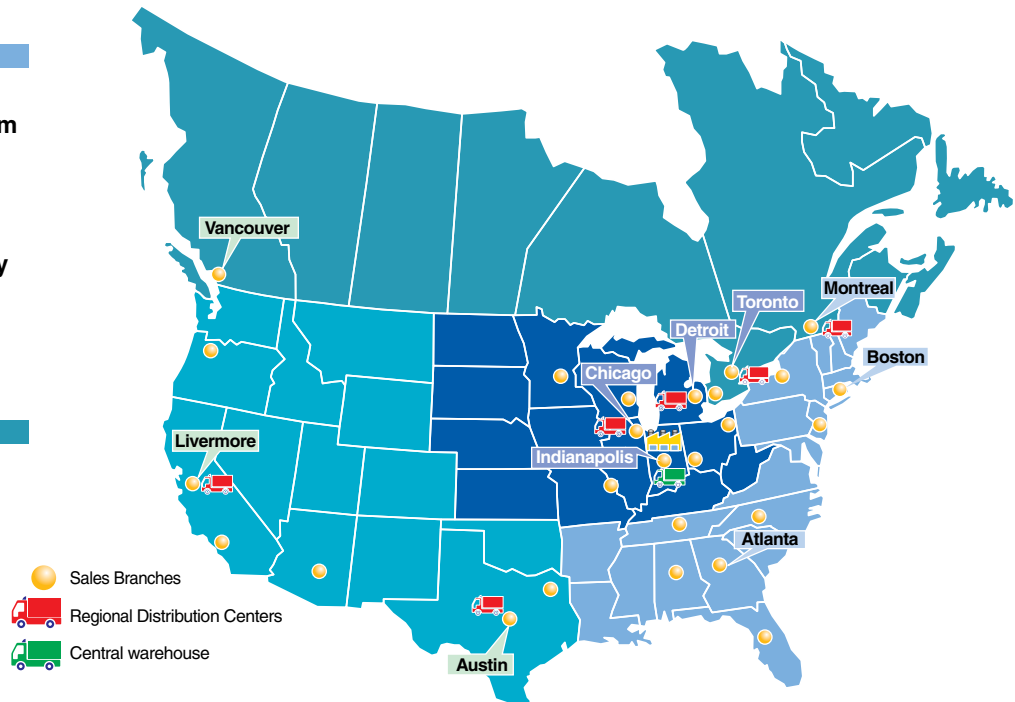 m
y
Vancouver
Montreal
Toronto
Detroit
Boston
Chicago
Livermore
Indianapolis
Atlanta
Sales Branches
Regional Distribution Centers
Central warehouse
Austin